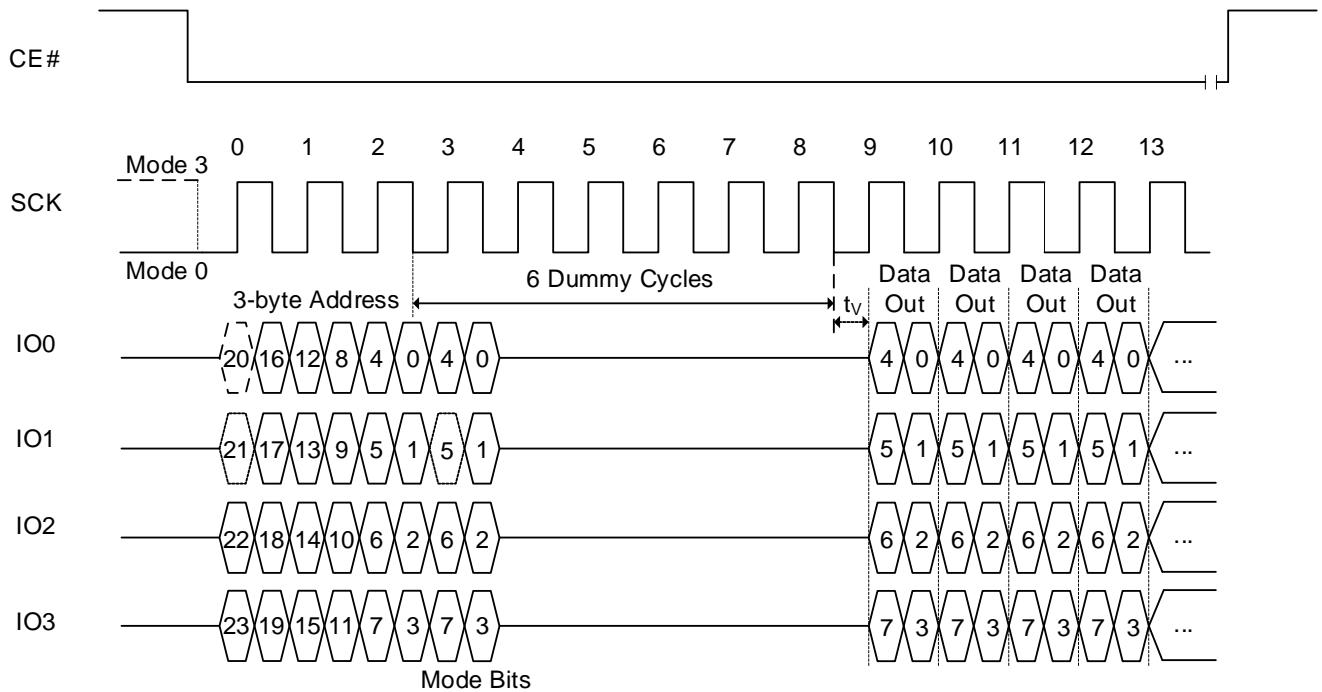 CE#
0 1 2 3 4 5 6 7 8 9 10 11 12 13
Mode 3
SCK
Mode 0
3-byte Address
6 Dummy Cycles
tV
Data Out
Data Out
Data Out
Data Out
IO0
20 16 12 8 4 0 4 0
4 0 4 0 4 0 4 0 ...
IO1
21 17 13 9 5 1 5 1
5 1 5 1 5 1 5 1 ...
IO2
22 18 14 10 6 2 6 2
6 2 6 2 6 2 6 2 ...
IO3
23 19 15 11 7 3 7 3
7 3 7 3 7 3 7 3 ...
Mode Bits